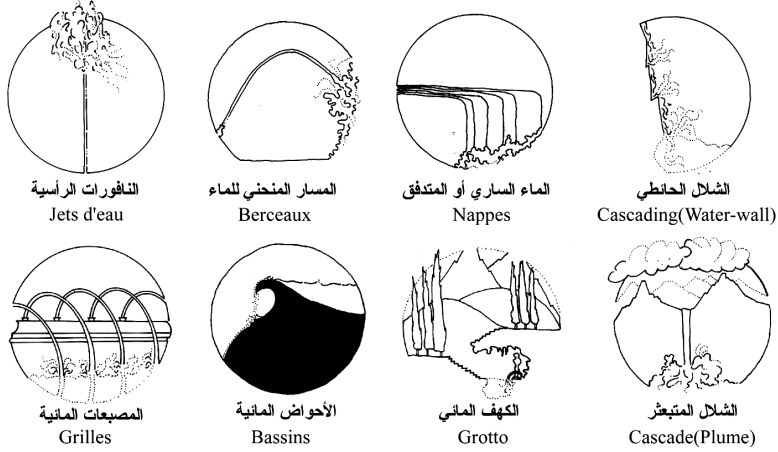 النافورات الرأسية
Jets d'eau
المسار المنحني للماء
Berceaux
الماء الساري أو المتدفق
Nappes
الشلال الحائطي
Cascading(Water-wall)
المصبعات المائية
Grilles
الأحواض المائية
Bassins
الكهف المائي
Grotto
الشلال المتبعثر
Cascade(Plume)